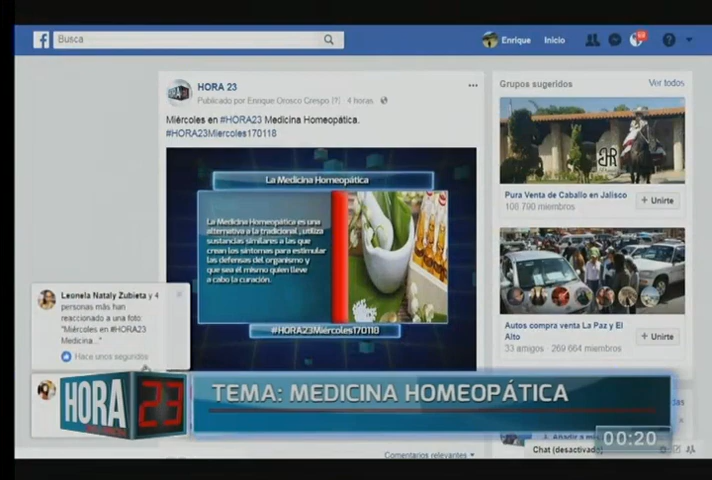 Busca
Enrique
Inicio
HORA 23
Publicado por Enrique Orosco Crespo [?] · 4 horas ·
Miércoles en #HORA23 Medicina Homeopática.
#HORA23Miercoles170118
La Medicina Homeopática
La Medicina Homeopática es una
alternativa a la tradicional, utiliza
sustancias similares a las que
crean los síntomas para estimular
las defensas del organismo y
que sea él mismo quien lleve
a cabo la curación.
#HORA23Miércoles170118
Grupos sugeridos
Ver todos
Pura Venta de Caballo en Jalisco
+ Unirte
Autos compra venta La Paz y El
Alto
33 amigos · 269 664 miembros
+ Unirte
Leonela Nataly Zubieta y 4
personas más han
reaccionado a una foto:
"Miércoles en #HORA23
Medicina..."
Hace unos segundos
HORA 23
TEMA: MEDICINA HOMEOPÁTICA
00:20
Chat (desactivado)
Comentarios relevantes